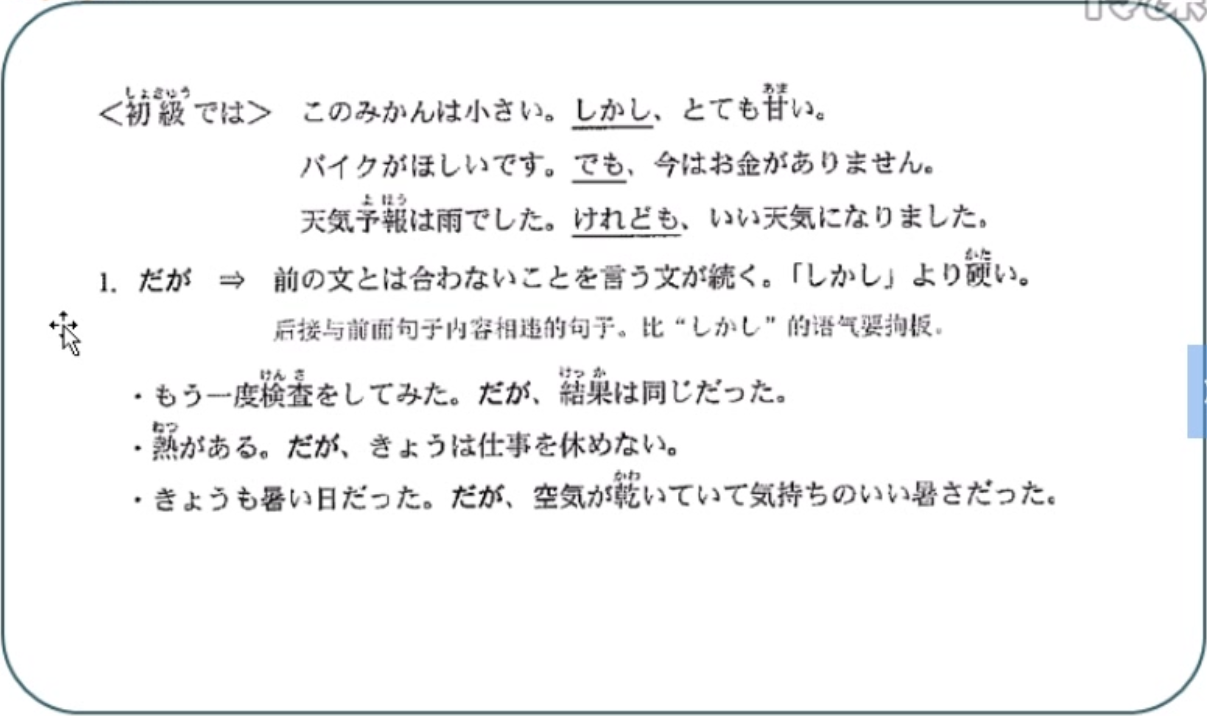 ＜初級では＞　このみかんは小さい。しかし、とても甘い。
バイクがほしいです。でも、今はお金がありません。
天気予報は雨でした。けれども、いい天気になりました。
1. だが　⇒　前の文とは合わないことを言う文が続く。「しかし」より硬い。
后接与前面句子内容相违的句子。比“しかし”的语气要拘板。
・もう一度検査をしてみた。だが、結果は同じだった。
・熱がある。だが、きょうは仕事を休めない。
・きょうも暑い日だった。だが、空気が乾いていて気持ちのいい暑さだった。